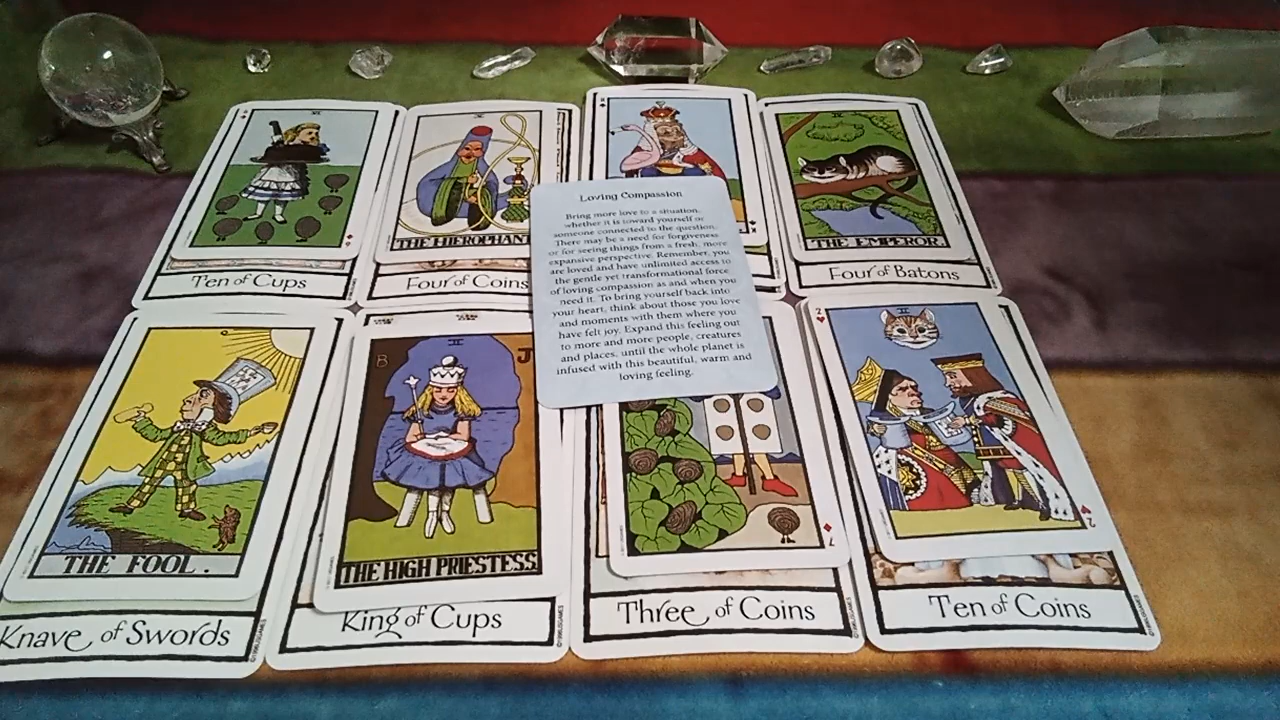 VI
II
THE HIEROPHANT
THE EMPEROR.
Ten of Cups
Four of Coins
Four of Batons
Loving Compassion
Bring more love to a situation,
whether it is toward yourself or
someone connected to the question.
There may be a need for forgiveness
or for seeing things from a fresh, more
expansive perspective. Remember, you
are loved and have unlimited access to
the gentle yet transformational force
of loving compassion as and when you
need it. To bring yourself back into
your heart, think about those you love
and moments with them where you
have felt joy. Expand this feeling out
to more and more people, creatures
and places, until the whole planet is
infused with this beautiful, warm and
loving feeling.
B
II
J
2
2
7
THE FOOL.
THE HIGH PRIESTESS
Knave of Swords
King of Cups
Three of Coins
Ten of Coins